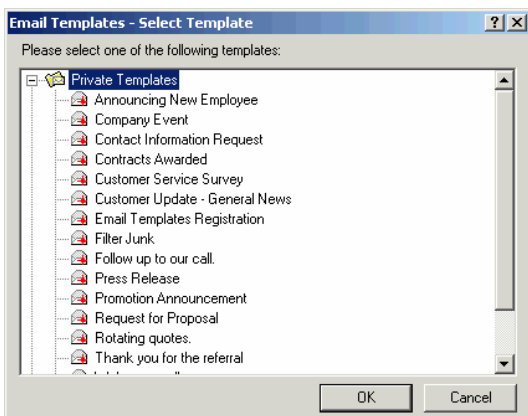 Email Templates - Select Template
Please select one of the following templates:
Private Templates
Announcing New Employee
Company Event
Contact Information Request
Contracts Awarded
Customer Service Survey
Customer Update - General News
Email Templates Registration
Filter Junk
Follow up to our call.
Press Release
Promotion Announcement
Request for Proposal
Rotating quotes.
Thank you for the referral
OK Cancel